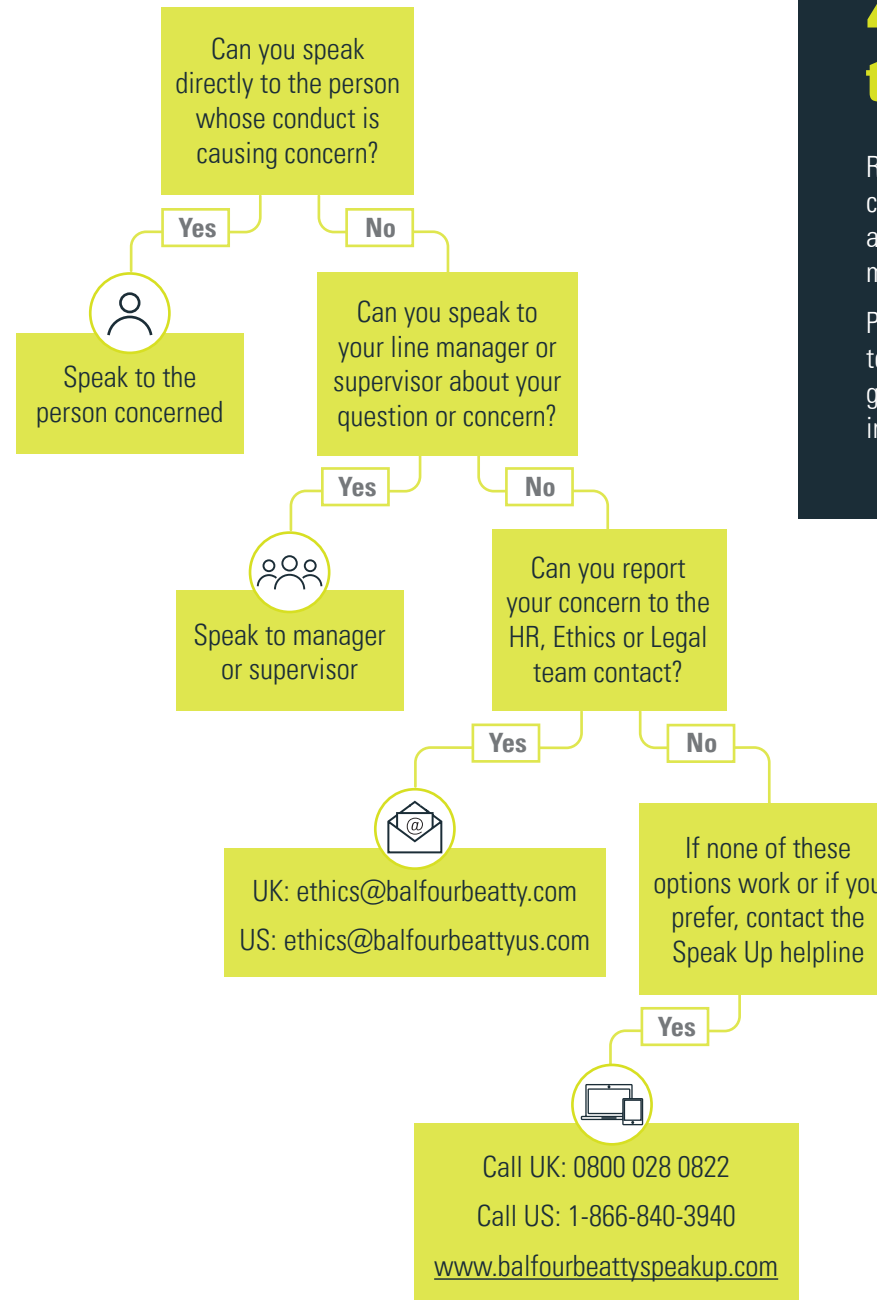 Can you speak
directly to the person
whose conduct is
causing concern?
Yes
No
Speak to the
person concerned
Can you speak to
your line manager or
supervisor about your
question or concern?
Yes
No
Speak to manager
or supervisor
Can you report
your concern to the
HR, Ethics or Legal
team contact?
Yes
No
@
UK: ethics@balfourbeatty.com
US: ethics@balfourbeattyus.com
If none of these
options work or if you
prefer, contact the
Speak Up helpline
Yes
Call UK: 0800 028 0822
Call US: 1-866-840-3940
www.balfourbeattyspeakup.com